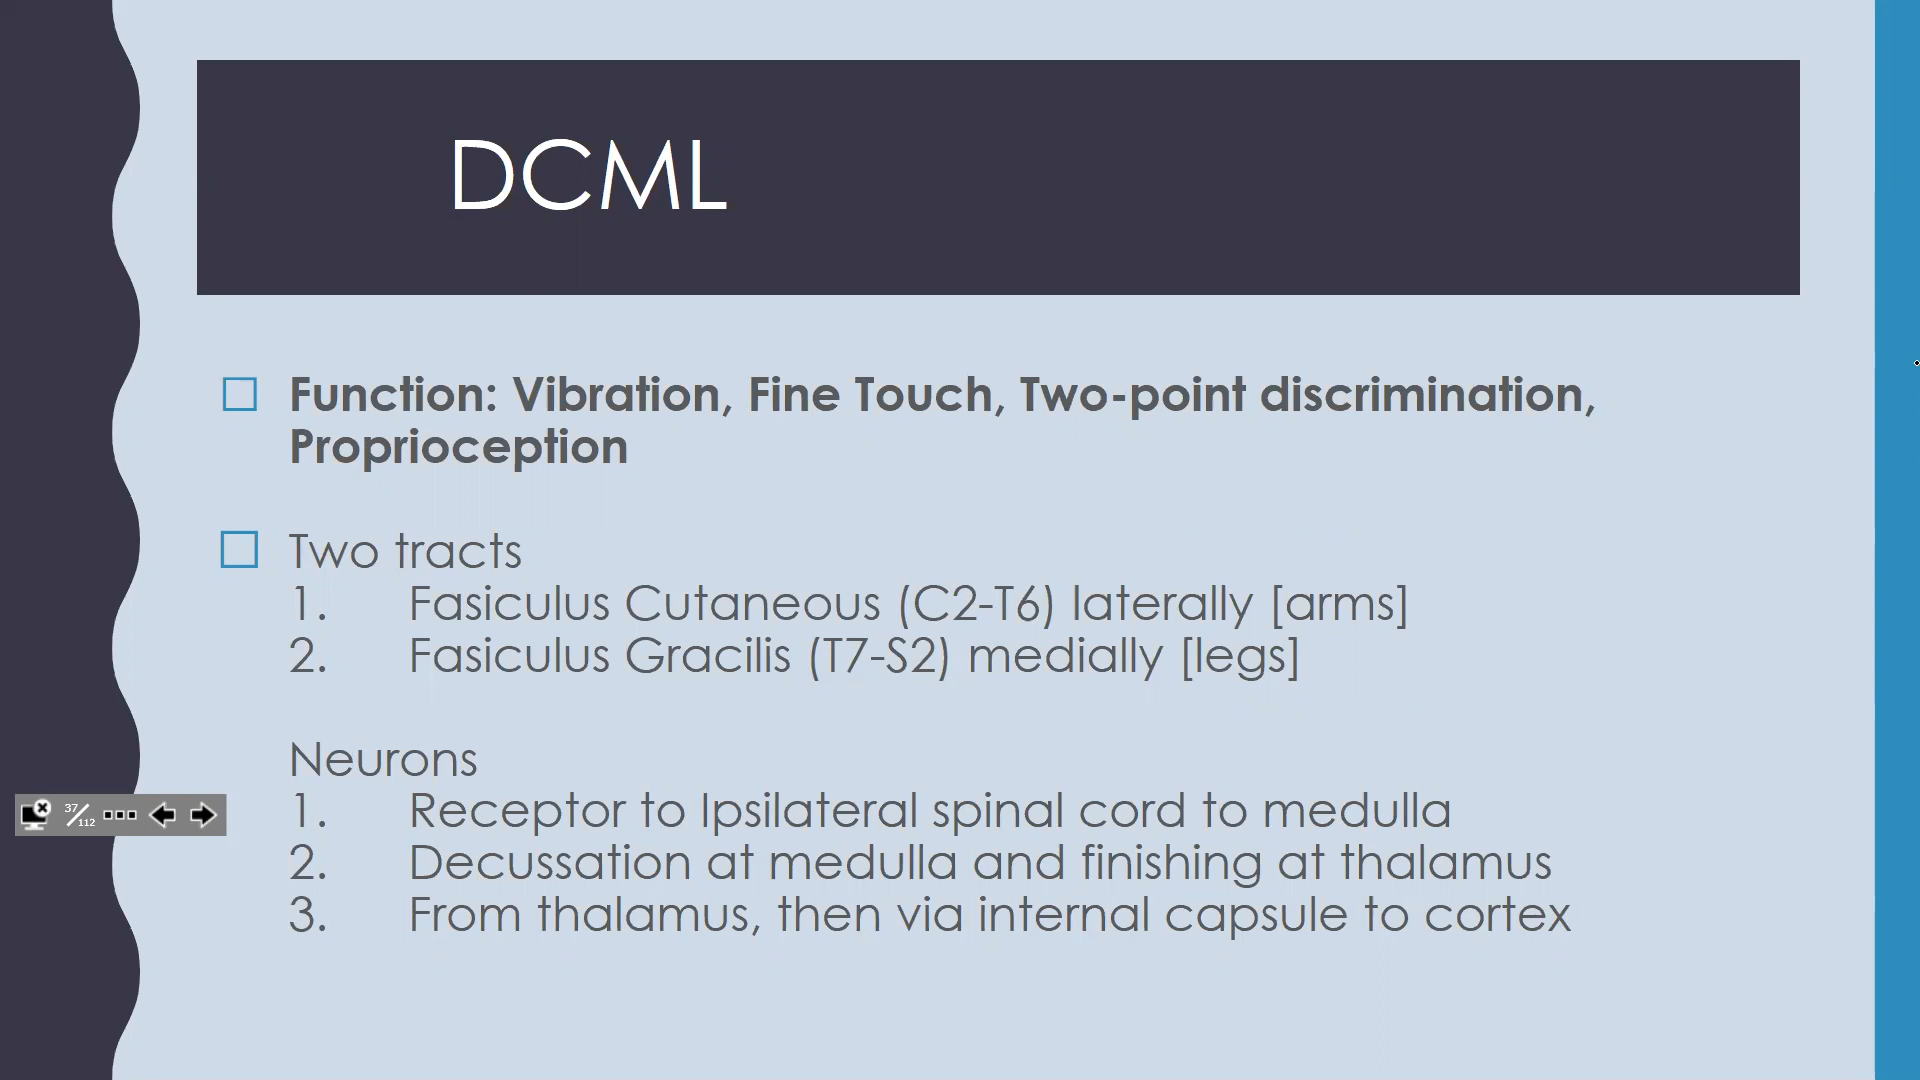 DCML
Function: Vibration, Fine Touch, Two-point discrimination,
Proprioception
Two tracts
1. Fasiculus Cutaneous (C2-T6) laterally [arms]
2. Fasiculus Gracilis (T7-S2) medially [legs]
Neurons
1. Receptor to Ipsilateral spinal cord to medulla
2. Decussation at medulla and finishing at thalamus
3. From thalamus, then via internal capsule to cortex
37/112